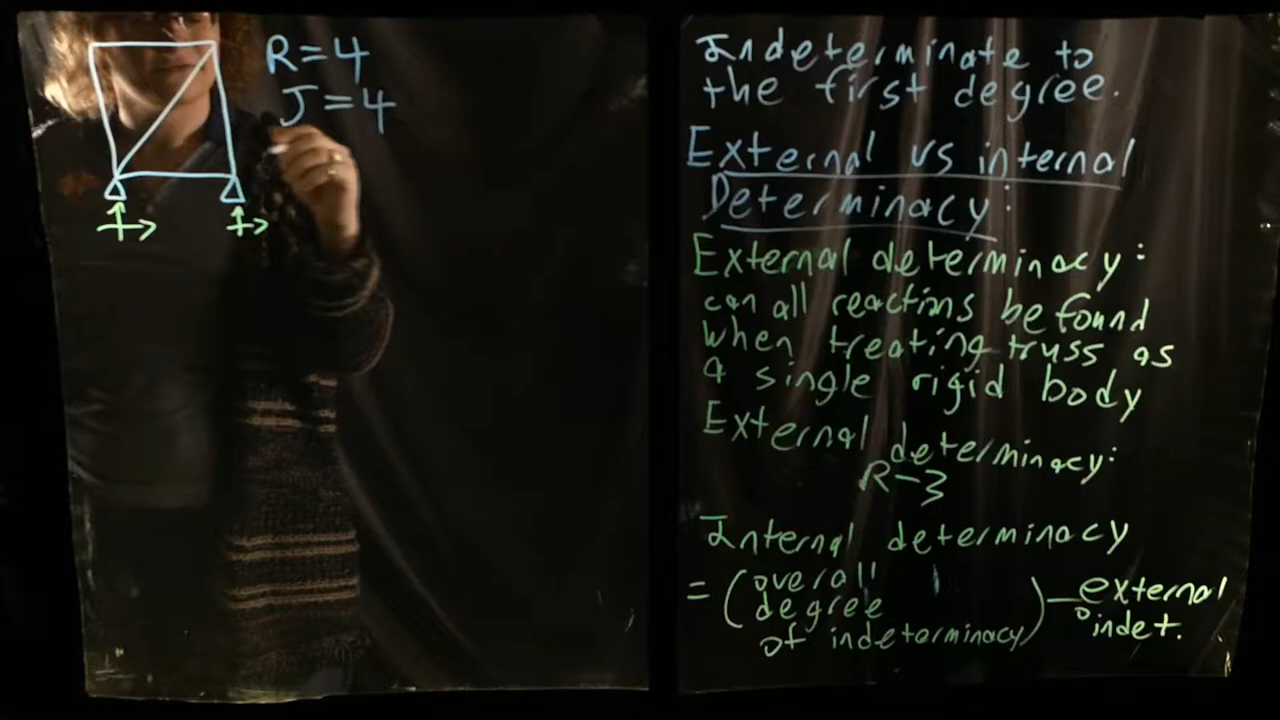 R=4
J=4
Indeterminate to
the first degree.
External vs internal
Determinacy:
External determinacy:
can all reactions be found
when treating truss as
a single rigid body
External determinacy:
R-3
Internal determinacy
= (overall
degree
of indeterminacy) - external
indet.